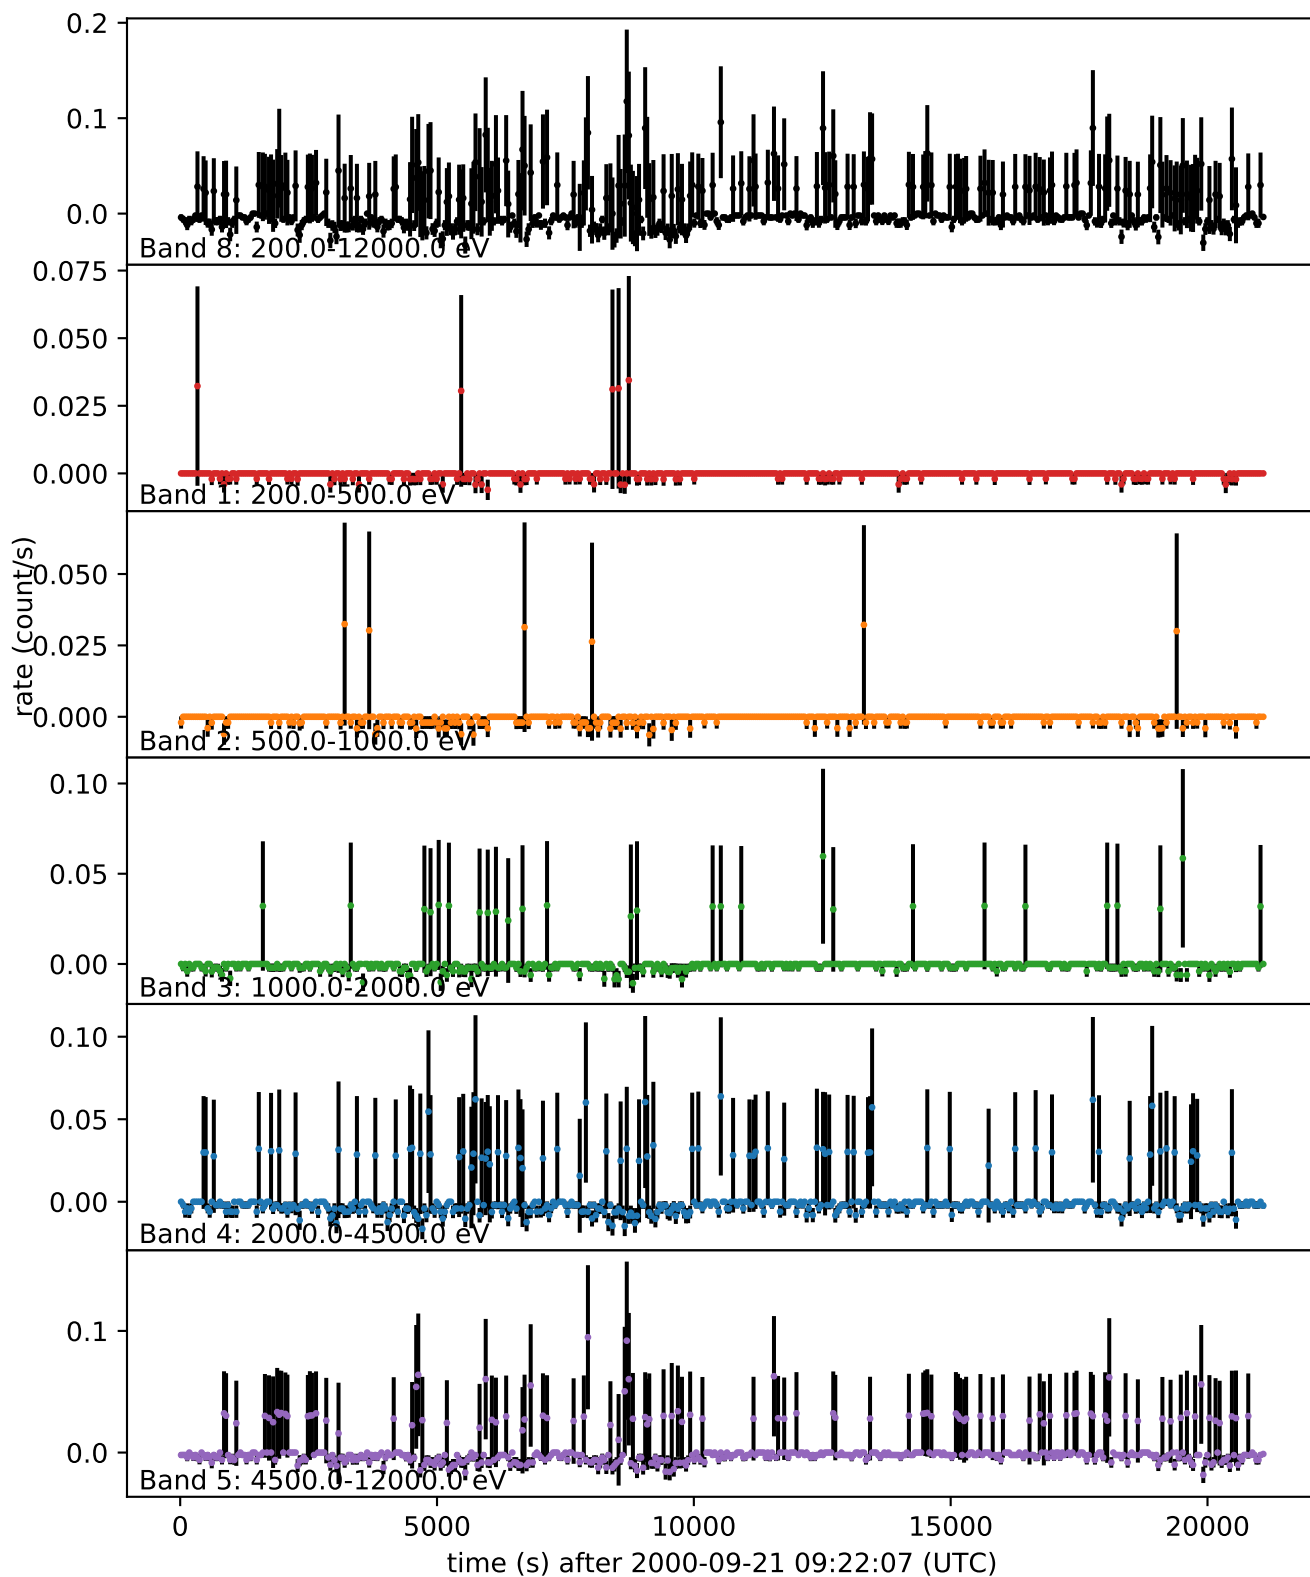 0.2
0.1
0.0
Band 8: 200.0-12000.0 eV
0.075
0.050
0.025
0.000
Band 1: 200.0-500.0 eV
rate (count/s)
0.050
0.025
0.000
Band 2: 500.0-1000.0 eV
0.10
0.05
0.00
Band 3: 1000.0-2000.0 eV
0.10
0.05
0.00
Band 4: 2000.0-4500.0 eV
0.1
0.0
Band 5: 4500.0-12000.0 eV
0 5000 10000 15000 20000
time (s) after 2000-09-21 09:22:07 (UTC)